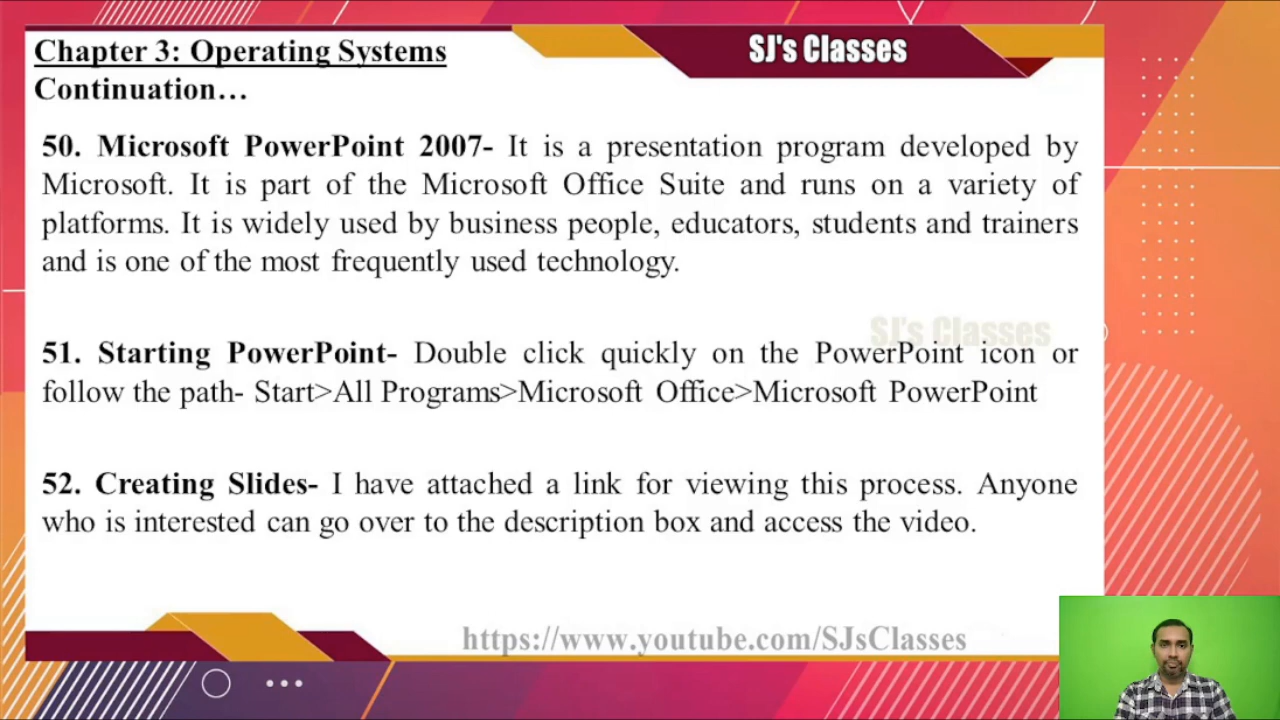 Chapter 3: Operating Systems
SJ's Classes
Continuation…
50. Microsoft PowerPoint 2007- It is a presentation program developed by
Microsoft. It is part of the Microsoft Office Suite and runs on a variety of
platforms. It is widely used by business people, educators, students and trainers
and is one of the most frequently used technology.
SJ's Classes
51. Starting PowerPoint- Double click quickly on the PowerPoint icon or
follow the path- Start>All Programs>Microsoft Office>Microsoft PowerPoint
52. Creating Slides- I have attached a link for viewing this process. Anyone
who is interested can go over to the description box and access the video.
https://www.youtube.com/SJsClasses